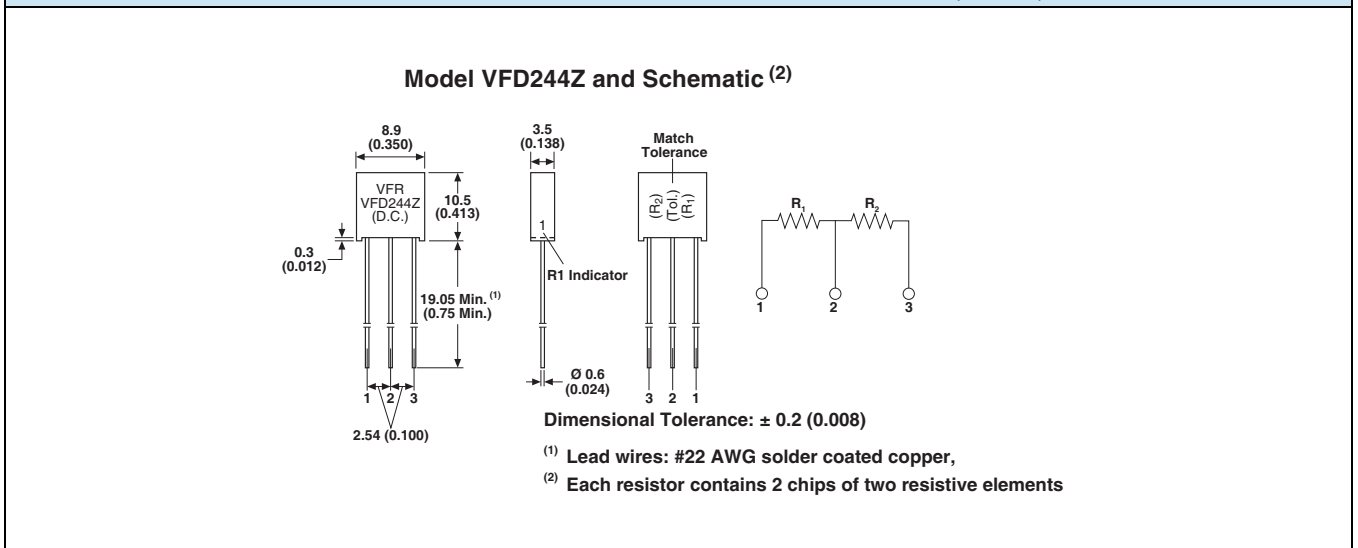 Model VFD244Z and Schematic (2)
8.9
(0.350)
3.5
(0.138)
Match
Tolerance
VFR
VFD244Z
(D.C.)
10.5
(0.413)
1
(R2)
(Tol.)
(R1)
R1
R2
0.3
(0.012)
R1 Indicator
19.05 Min. (1)
(0.75 Min.)
1 2 3
Ø 0.6
(0.024)
1 2 3
3 2 1
2.54 (0.100)
Dimensional Tolerance: ± 0.2 (0.008)
(1) Lead wires: #22 AWG solder coated copper,
(2) Each resistor contains 2 chips of two resistive elements